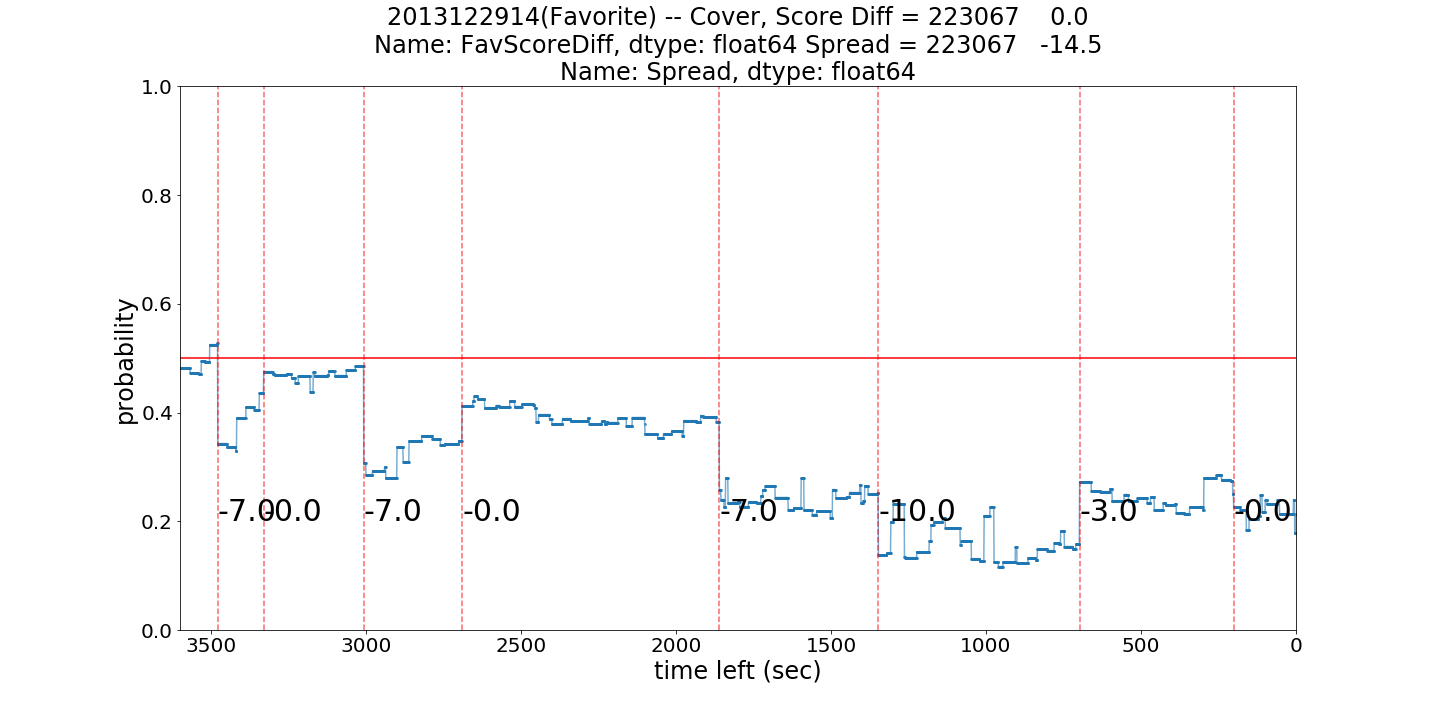 2013122914(Favorite) -- Cover, Score Diff = 223067    0.0
Name: FavScoreDiff, dtype: float64 Spread = 223067   -14.5
Name: Spread, dtype: float64
1.0
0.8
0.6
0.4
0.2
0.0
probability
-7.0
-0.0
-7.0
-0.0
-7.0
-10.0
-3.0
-0.0
3500 3000 2500 2000 1500 1000 500 0
time left (sec)